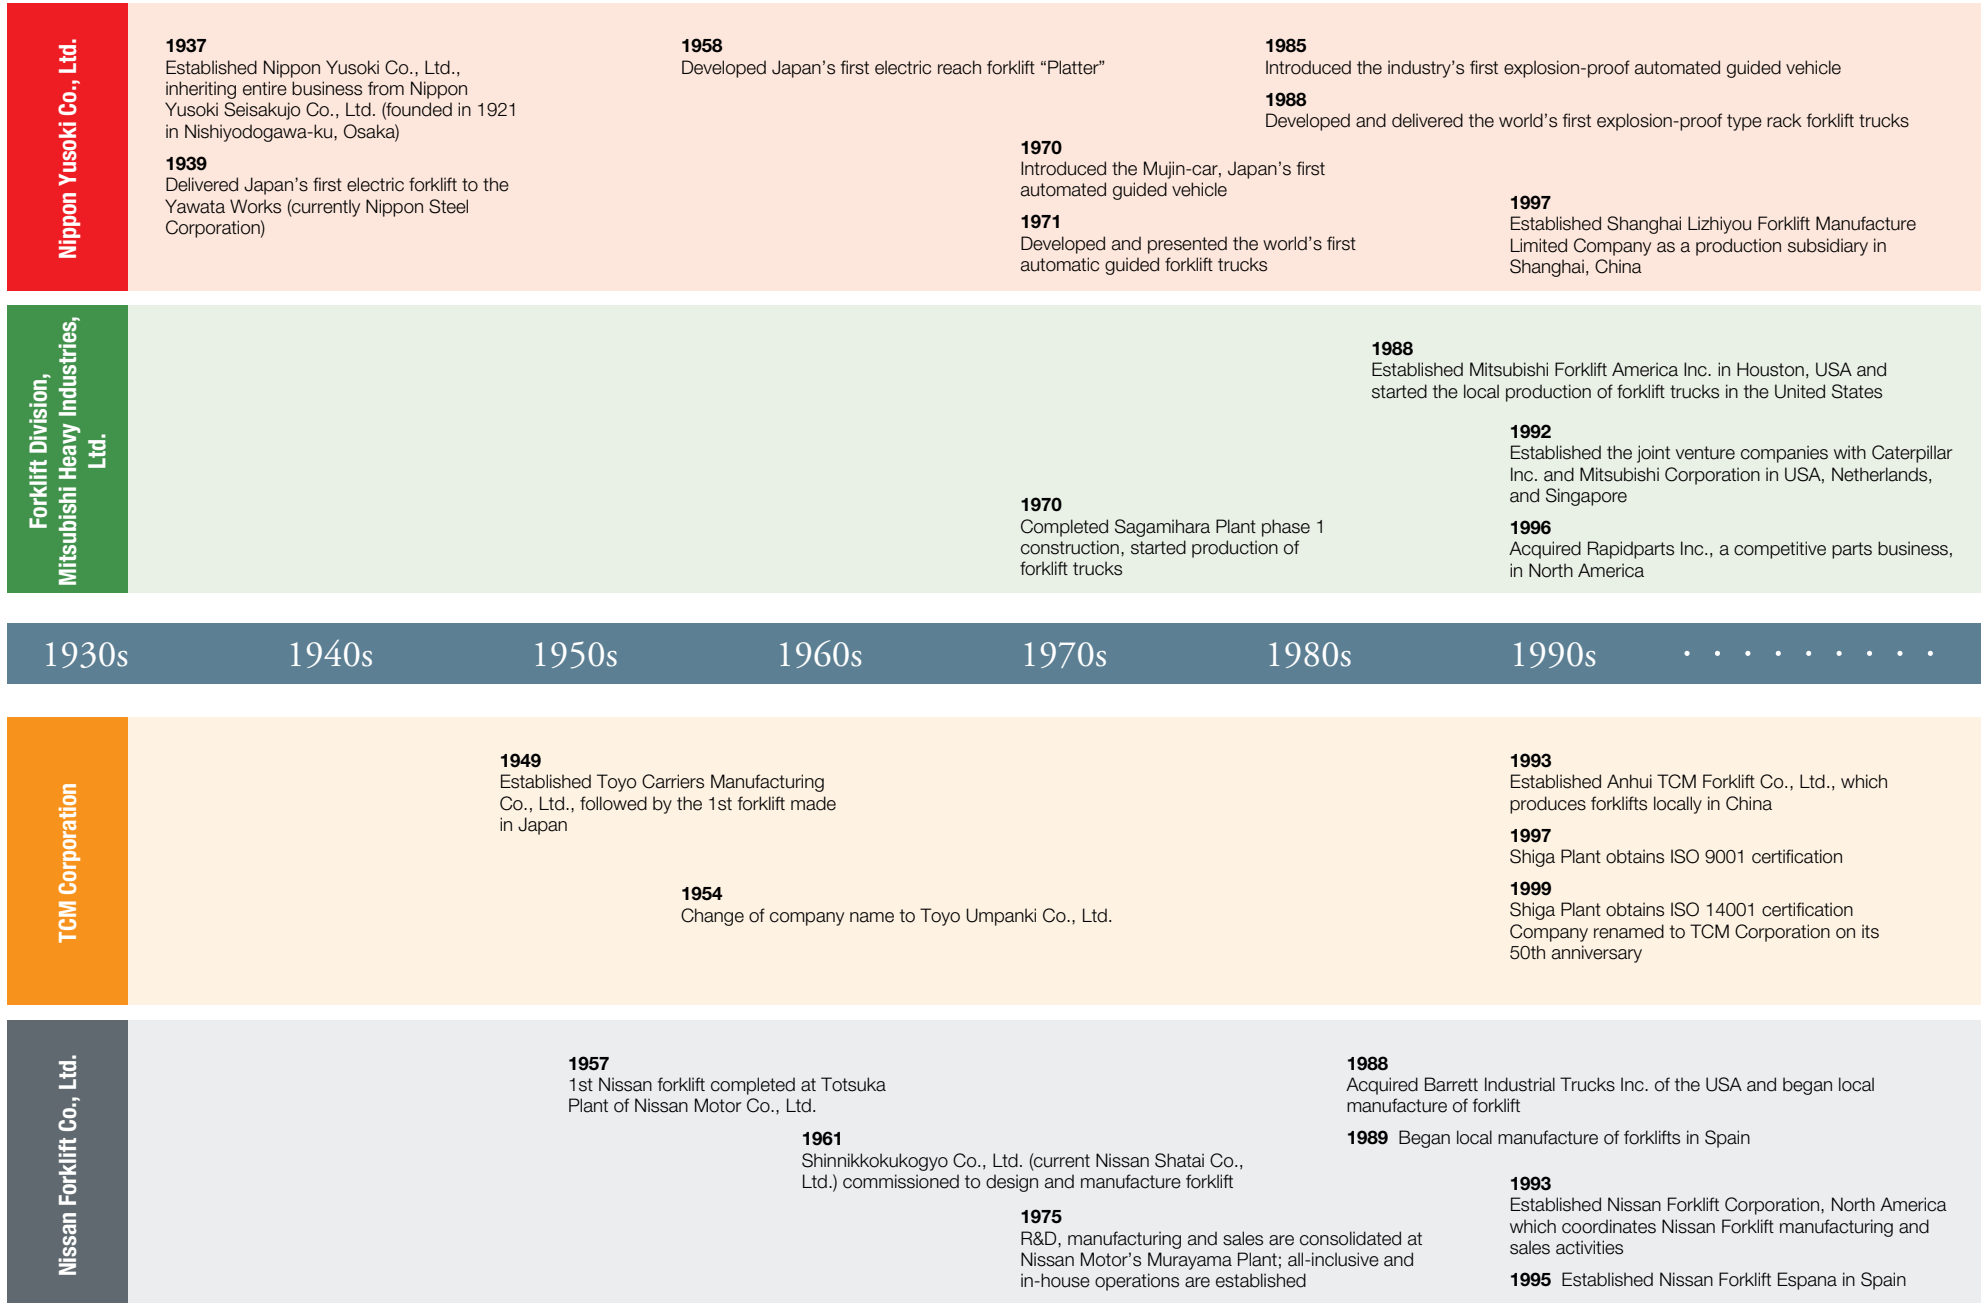 Nippon Yusoki Co., Ltd.
1937
Established Nippon Yusoki Co., Ltd.,
inheriting entire business from Nippon
Yusoki Seisakujo Co., Ltd. (founded in 1921
in Nishiyodogawa-ku, Osaka)
1939
Delivered Japan's first electric forklift to the
Yawata Works (currently Nippon Steel
Corporation)
1958
Developed Japan's first electric reach forklift “Platter”
1970
Introduced the Mujin-car, Japan's first
automated guided vehicle
1971
Developed and presented the world's first
automatic guided forklift trucks
1985
Introduced the industry's first explosion-proof automated guided vehicle
1988
Developed and delivered the world's first explosion-proof type rack forklift trucks
1997
Established Shanghai Lizhiyou Forklift Manufacture
Limited Company as a production subsidiary in
Shanghai, China
Forklift Division,
Mitsubishi Heavy Industries,
Ltd.
1970
Completed Sagamihara Plant phase 1
construction, started production of
forklift trucks
1988
Established Mitsubishi Forklift America Inc. in Houston, USA and
started the local production of forklift trucks in the United States
1992
Established the joint venture companies with Caterpillar
Inc. and Mitsubishi Corporation in USA, Netherlands,
and Singapore
1996
Acquired Rapidparts Inc., a competitive parts business,
in North America
1930s 1940s 1950s 1960s 1970s 1980s 1990s · · · · · · · · ·
TCM Corporation
1949
Established Toyo Carriers Manufacturing
Co., Ltd., followed by the 1st forklift made
in Japan
1954
Change of company name to Toyo Umpanki Co., Ltd.
1993
Established Anhui TCM Forklift Co., Ltd., which
produces forklifts locally in China
1997
Shiga Plant obtains ISO 9001 certification
1999
Shiga Plant obtains ISO 14001 certification
Company renamed to TCM Corporation on its
50th anniversary
Nissan Forklift Co., Ltd.
1957
1st Nissan forklift completed at Totsuka
Plant of Nissan Motor Co., Ltd.
1961
Shinnikkokukogyo Co., Ltd. (current Nissan Shatai Co.,
Ltd.) commissioned to design and manufacture forklift
1975
R&D, manufacturing and sales are consolidated at
Nissan Motor's Murayama Plant; all-inclusive and
in-house operations are established
1988
Acquired Barrett Industrial Trucks Inc. of the USA and began local
manufacture of forklift
1989 Began local manufacture of forklifts in Spain
1993
Established Nissan Forklift Corporation, North America
which coordinates Nissan Forklift manufacturing and
sales activities
1995 Established Nissan Forklift Espana in Spain